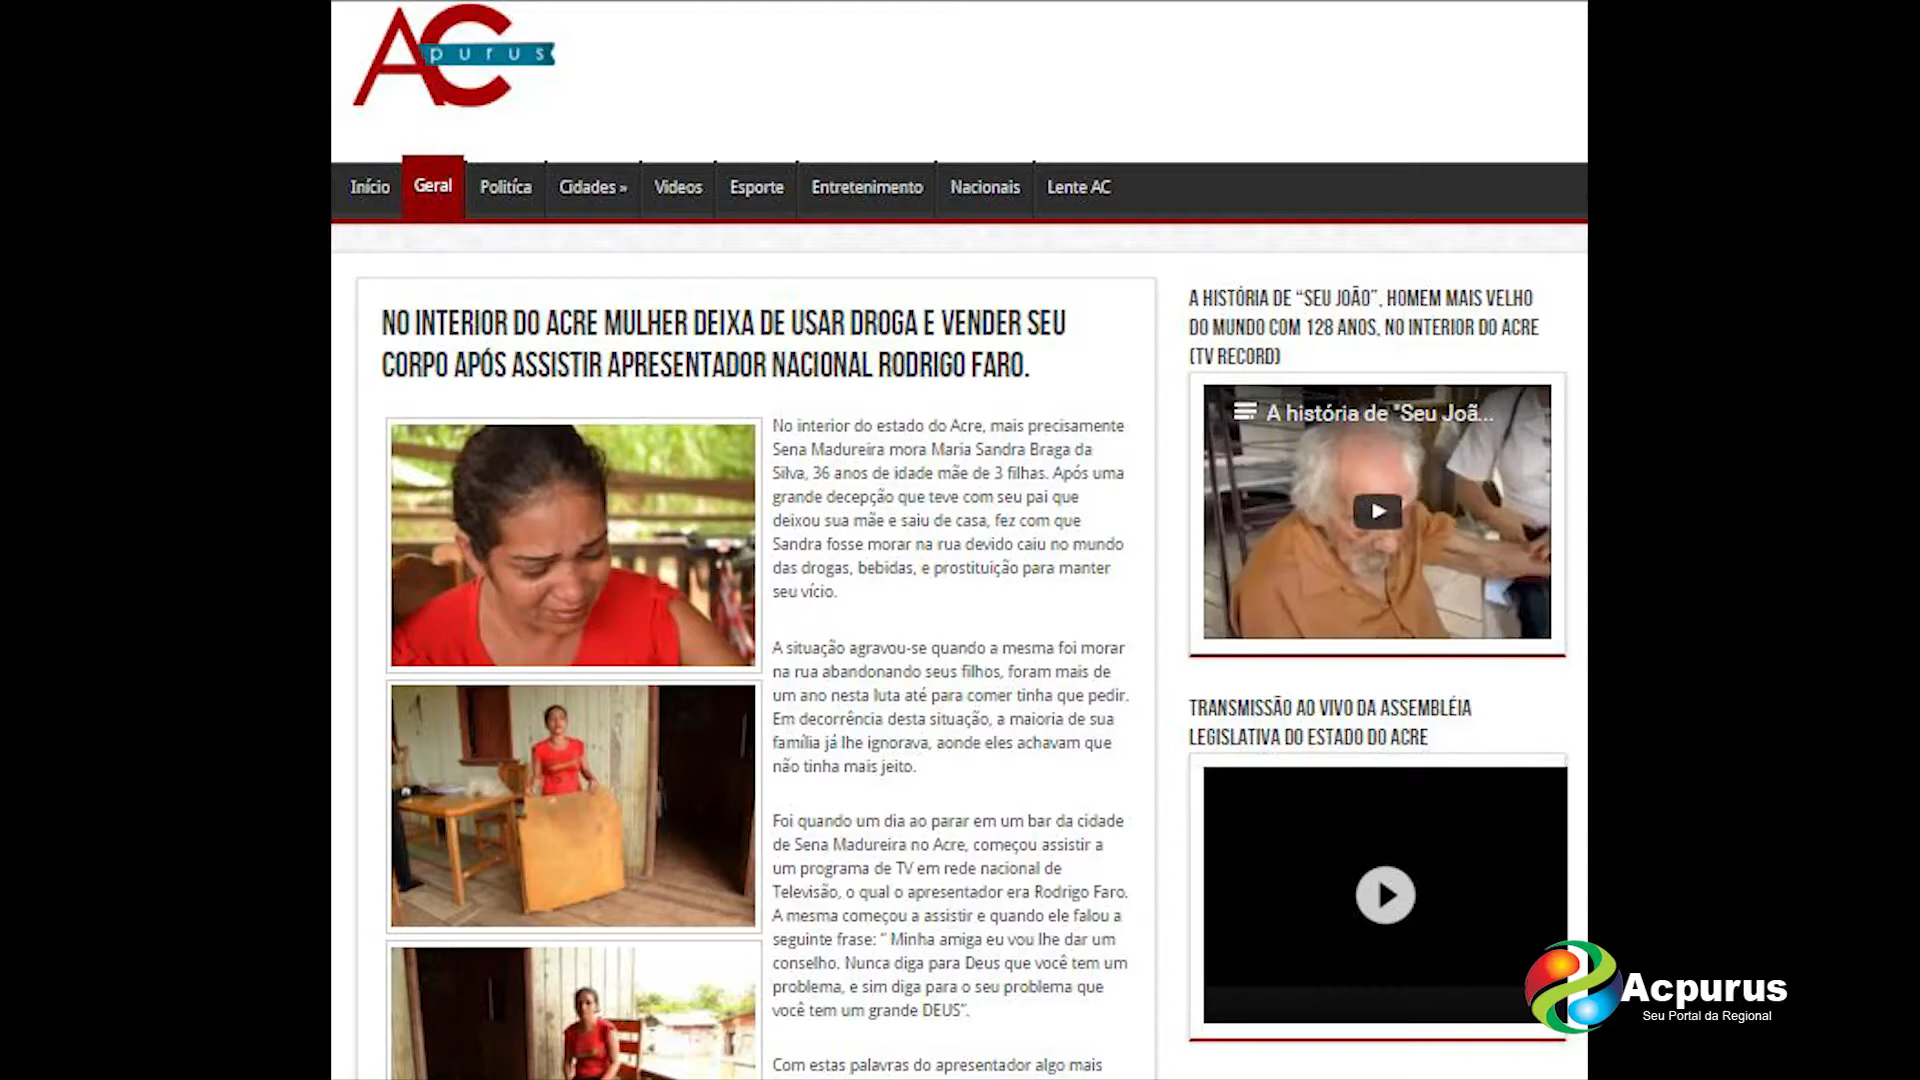 AC
purus
Início Geral Politíca Cidades » Videos Esporte Entretenimento Nacionais Lente AC
NO INTERIOR DO ACRE MULHER DEIXA DE USAR DROGA E VENDER SEU
CORPO APÓS ASSISTIR APRESENTADOR NACIONAL RODRIGO FARO.
No interior do estado do Acre, mais precisamente
Sena Madureira mora Maria Sandra Braga da
Silva, 36 anos de idade mãe de 3 filhas. Após uma
grande decepção que teve com seu pai que
deixou sua mãe e saiu de casa, fez com que
Sandra fosse morar na rua devido caiu no mundo
das drogas, bebidas, e prostituição para manter
seu vício.
A situação agravou-se quando a mesma foi morar
na rua abandonando seus filhos, foram mais de
um ano nesta luta até para comer tinha que pedir.
Em decorrência desta situação, a maioria de sua
família já lhe ignorava, aonde eles achavam que
não tinha mais jeito.
Foi quando um dia ao parar em um bar da cidade
de Sena Madureira no Acre, começou assistir a
um programa de TV em rede nacional de
Televisão, o qual o apresentador era Rodrigo Faro.
A mesma começou a assistir e quando ele falou a
seguinte frase: “ Minha amiga eu vou lhe dar um
conselho. Nunca diga para Deus que você tem um
problema, e sim diga para o seu problema que
você tem um grande DEUS”.
Com estas palavras do apresentador algo mais
A HISTÓRIA DE “SEU JOÃO”, HOMEM MAIS VELHO
DO MUNDO COM 128 ANOS, NO INTERIOR DO ACRE
(TV RECORD)
A história de "Seu Joã...
TRANSMISSÃO AO VIVO DA ASSEMBLÉIA
LEGISLATIVA DO ESTADO DO ACRE
Acpurus
Seu Portal da Regional